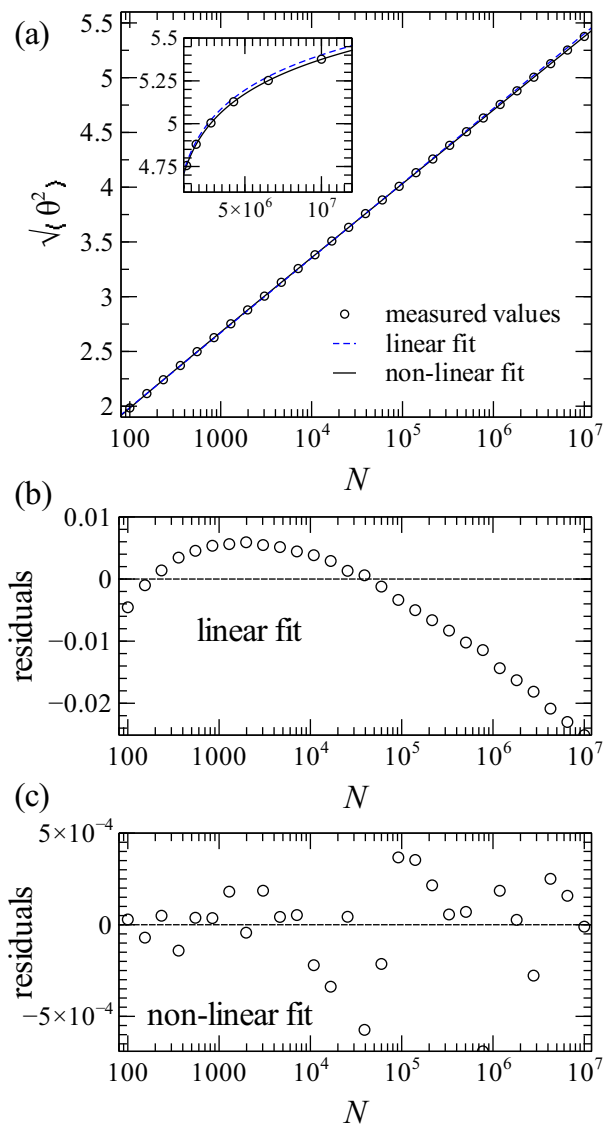 (a)
5.5
5
4.5
4
3.5
3
2.5
2
√⟨θ²⟩
5.5
5.25
5
4.75
5×10⁶
10⁷
measured values
linear fit
non-linear fit
100 1000 10⁴ 10⁵ 10⁶ 10⁷
N
(b)
0.01
0
−0.01
−0.02
residuals
linear fit
100 1000 10⁴ 10⁵ 10⁶ 10⁷
N
(c)
5×10⁻⁴
0
−5×10⁻⁴
residuals
non-linear fit
100 1000 10⁴ 10⁵ 10⁶ 10⁷
N